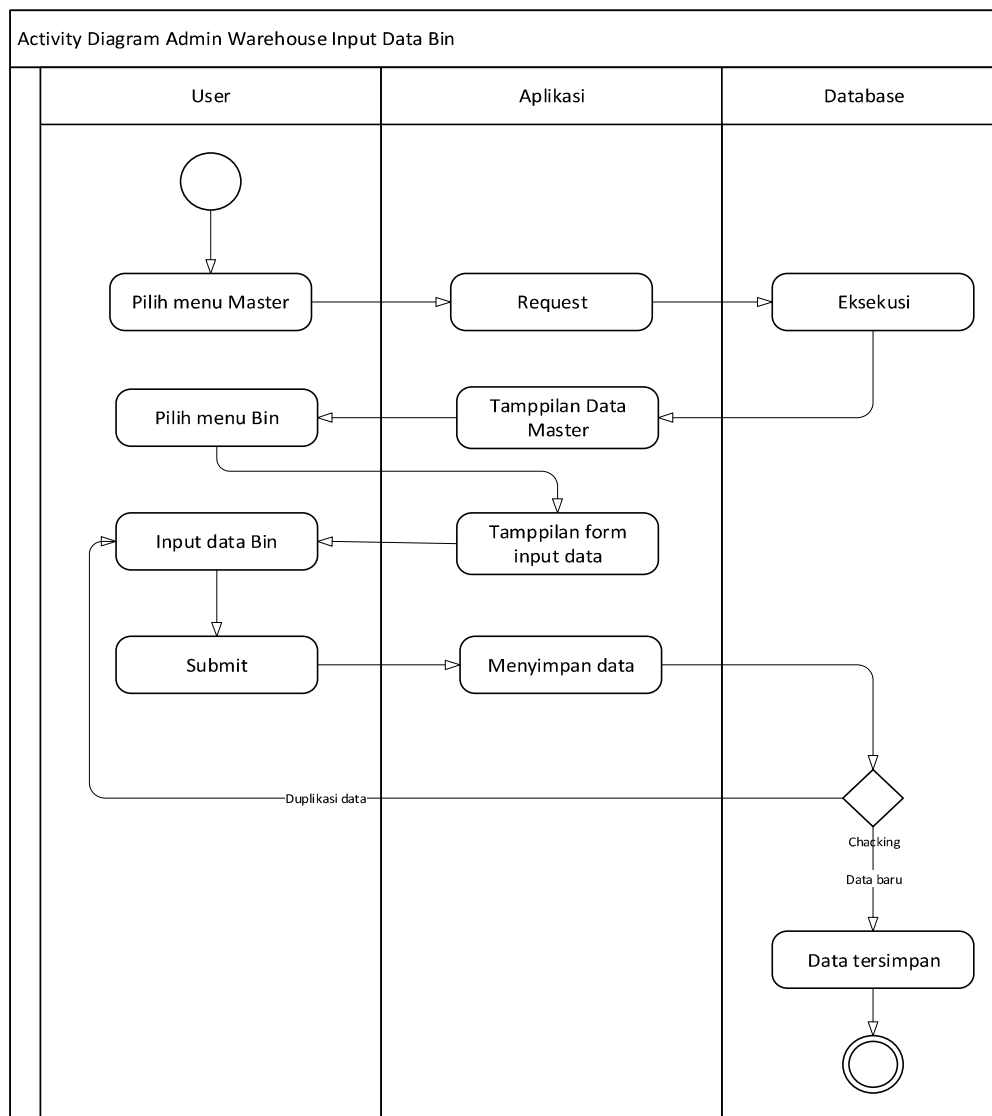 Activity Diagram Admin Warehouse Input Data Bin
User
Aplikasi
Database
Pilih menu Master
Request
Eksekusi
Pilih menu Bin
Tamppilan Data
Master
Input data Bin
Tamppilan form
input data
Submit
Menyimpan data
Duplikasi data
Chacking
Data baru
Data tersimpan